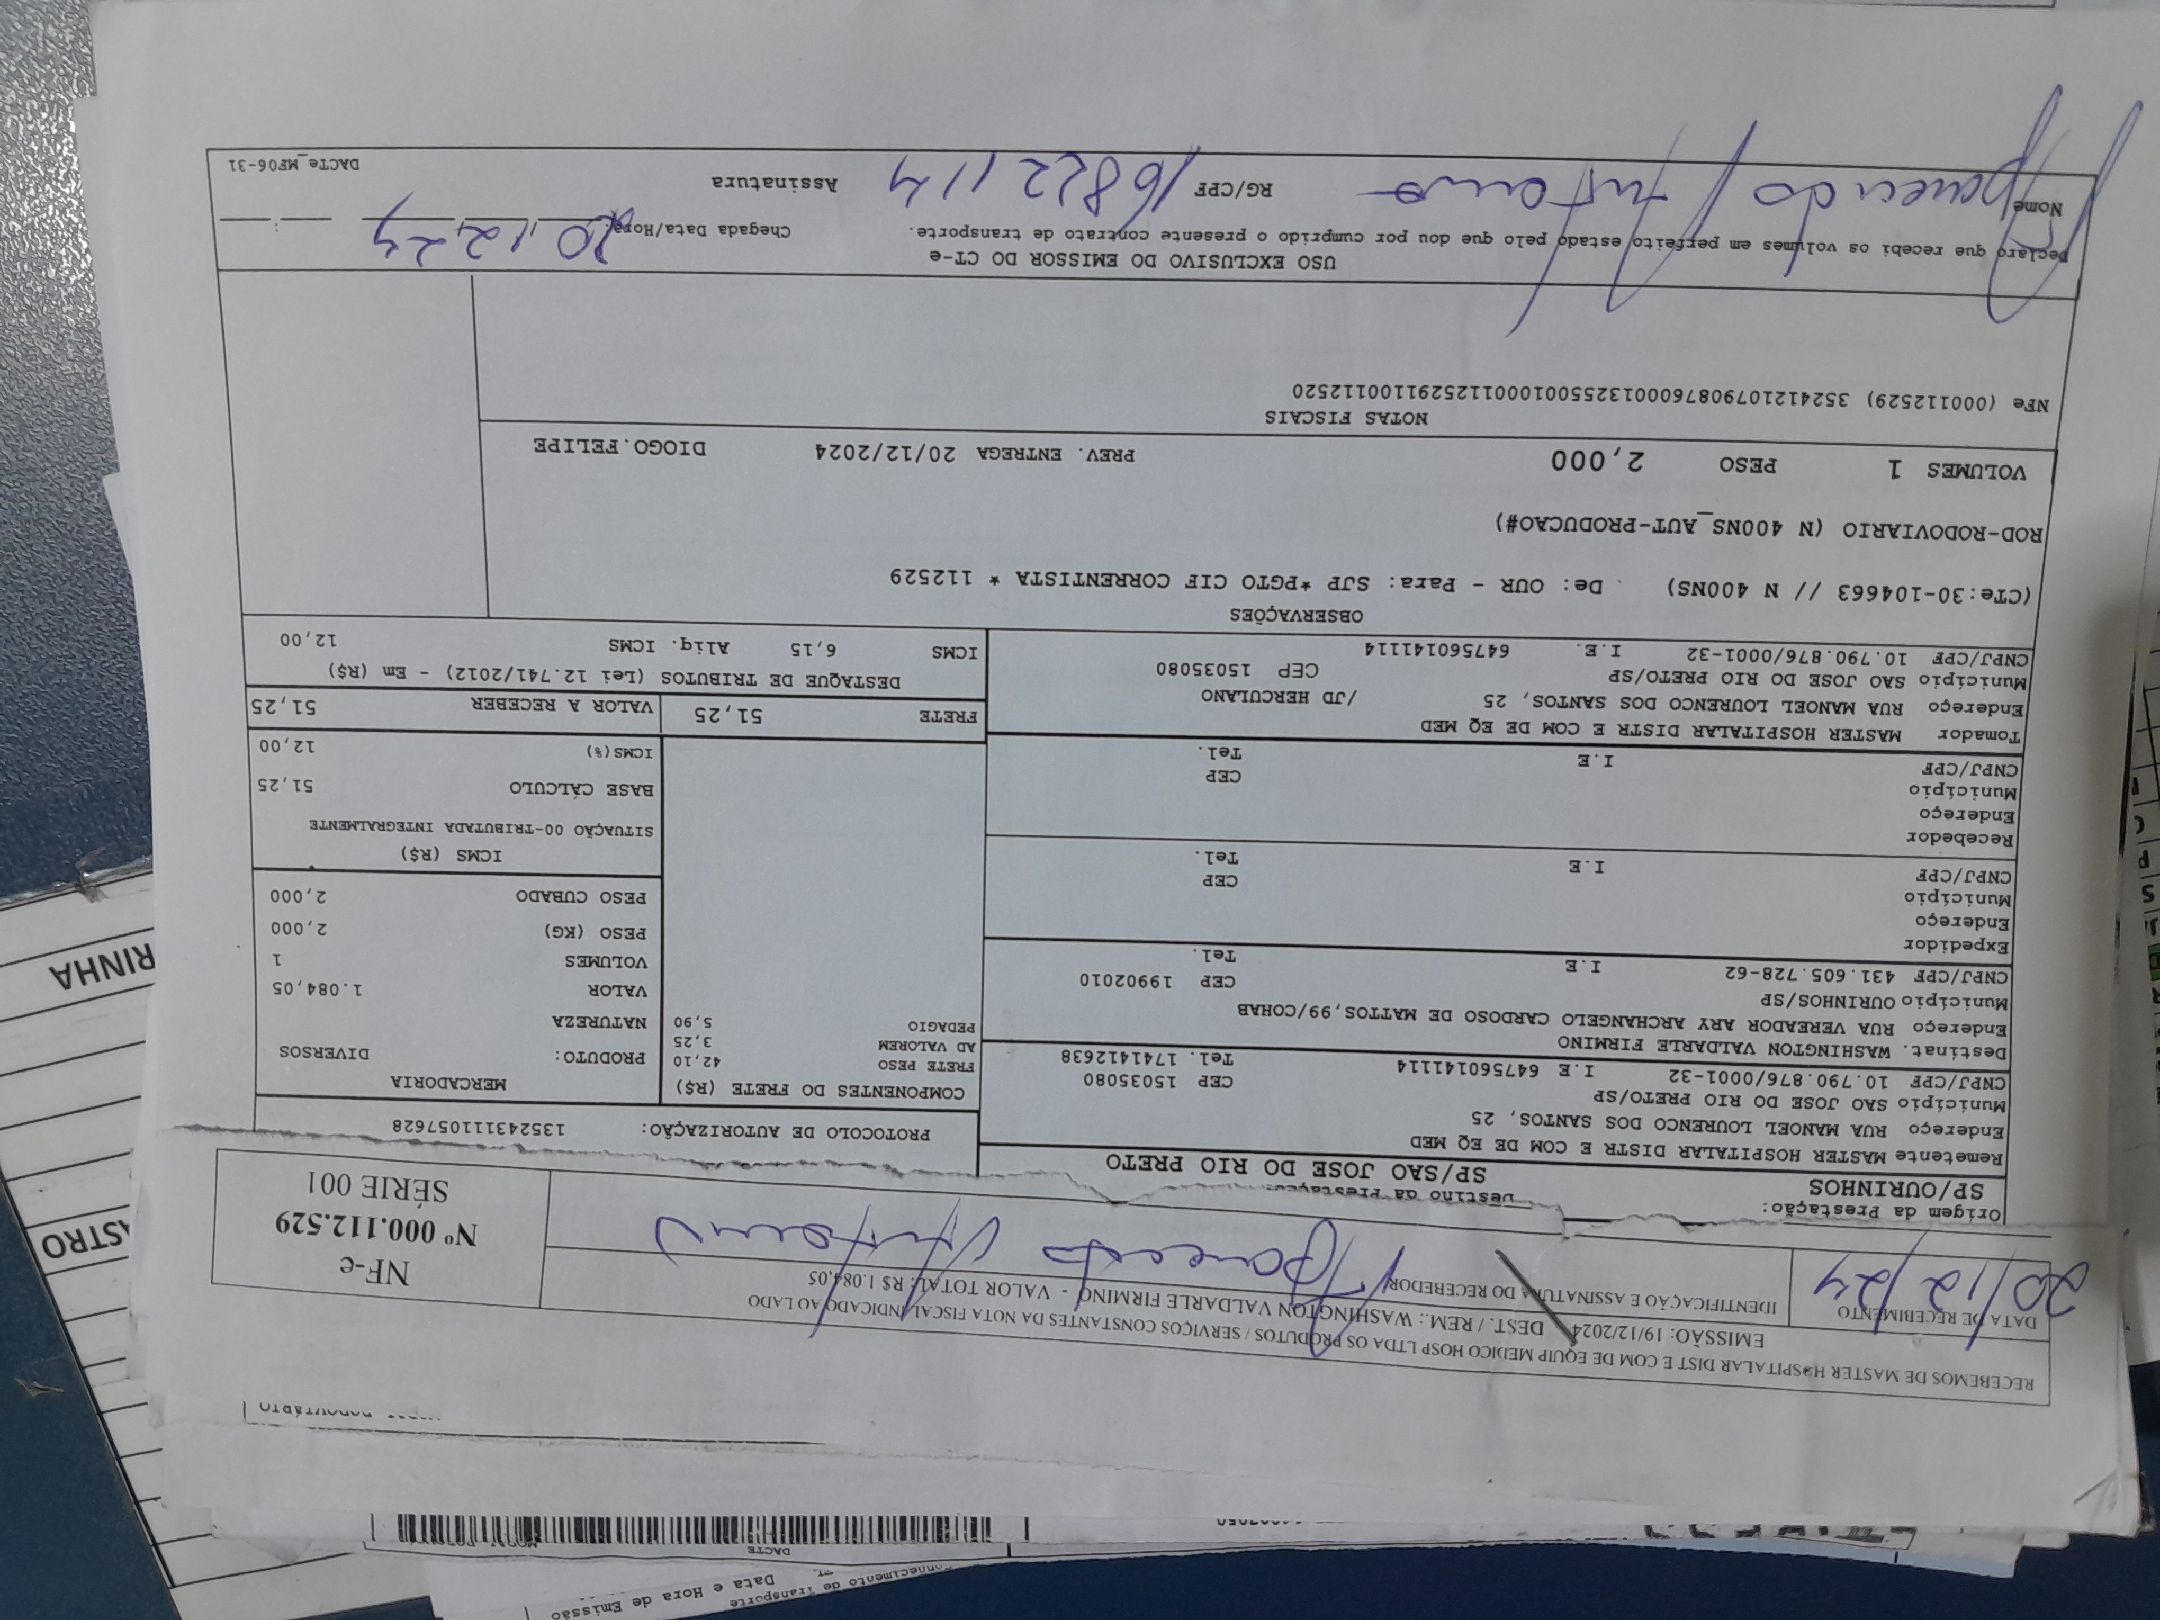 RECEBEMOS DE MASTER HOSPITALAR DIST E COM DE EQUIP MEDICO HOSP LTDA OS PRODUTOS / SERVIÇOS CONSTANTES DA NOTA FISCAL INDICADO AO LADO
EMISSÃO: 19/12/2024 - DEST. / REM.: WASHINGTON VALDARLE FIRMINO - VALOR TOTAL: R$ 1.084,05
DATA DE RECEBIMENTO
20/12/24
IDENTIFICAÇÃO E ASSINATURA DO RECEBEDOR
Aparecido
NF-e
Nº 000.112.529
SÉRIE 001
Origem da Prestação:
SP/OURINHOS
Destino da Prestação:
SP/SAO JOSE DO RIO PRETO
Remetente MASTER HOSPITALAR DISTR E COM DE EQ MED
Endereço RUA MANOEL LOURENCO DOS SANTOS, 25
Município SAO JOSE DO RIO PRETO/SP CEP 15035080
CNPJ/CPF 10.790.876/0001-32 I.E 647560141114 Tel. 1741412638
Destinat. WASHINGTON VALDARLE FIRMINO
Endereço RUA VEREADOR ARY ARCHANGELO CARDOSO DE MATTOS,99/COHAB
Município OURINHOS/SP CEP 19902010
CNPJ/CPF 431.605.728-62 I.E Tel.
Expedidor
Endereço
Município CEP
CNPJ/CPF I.E Tel.
Recebedor
Endereço
Município CEP
CNPJ/CPF I.E Tel.
Tomador MASTER HOSPITALAR DISTR E COM DE EQ MED
Endereço RUA MANOEL LOURENCO DOS SANTOS, 25 /JD HERCULANO
Município SAO JOSE DO RIO PRETO/SP CEP 15035080
CNPJ/CPF 10.790.876/0001-32 I.E. 647560141114
PROTOCOLO DE AUTORIZAÇÃO: 135243111057628
COMPONENTES DO FRETE (R$)
FRETE PESO 42,10
AD VALOREM 3,25
PEDAGIO 5,90
MERCADORIA
PRODUTO: DIVERSOS
NATUREZA
VALOR 1.084,05
VOLUMES 1
PESO (KG) 2,000
PESO CUBADO 2,000
ICMS (R$)
SITUAÇÃO 00-TRIBUTADA INTEGRALMENTE
BASE CÁLCULO 51,25
ICMS(%) 12,00
FRETE 51,25 VALOR A RECEBER 51,25
DESTAQUE DE TRIBUTOS (Lei 12.741/2012) - Em (R$)
ICMS 6,15 Aliq. ICMS 12,00
OBSERVAÇÕES
(CTe:30-104663 // N 400NS) De: OUR - Para: SJP *PGTO CIF CORRENTISTA * 112529
ROD-RODOVIARIO (N 400NS_AUT-PRODUCAO#)
VOLUMES 1 PESO 2,000 PREV. ENTREGA 20/12/2024 DIOGO.FELIPE
NOTAS FISCAIS
NFe (000112529) 35241210790876000132550010001125291100112520
USO EXCLUSIVO DO EMISSOR DO CT-e
Declaro que recebi os volumes em perfeito estado pelo que dou por cumprido o presente contrato de transporte. Chegada Data/Hora: 20,12,24
Nome Aparecido RG/CPF Assinatura
DACTe_MF06-31
RINHA
ASTRO
DACTE
Data e Hora de Emissão